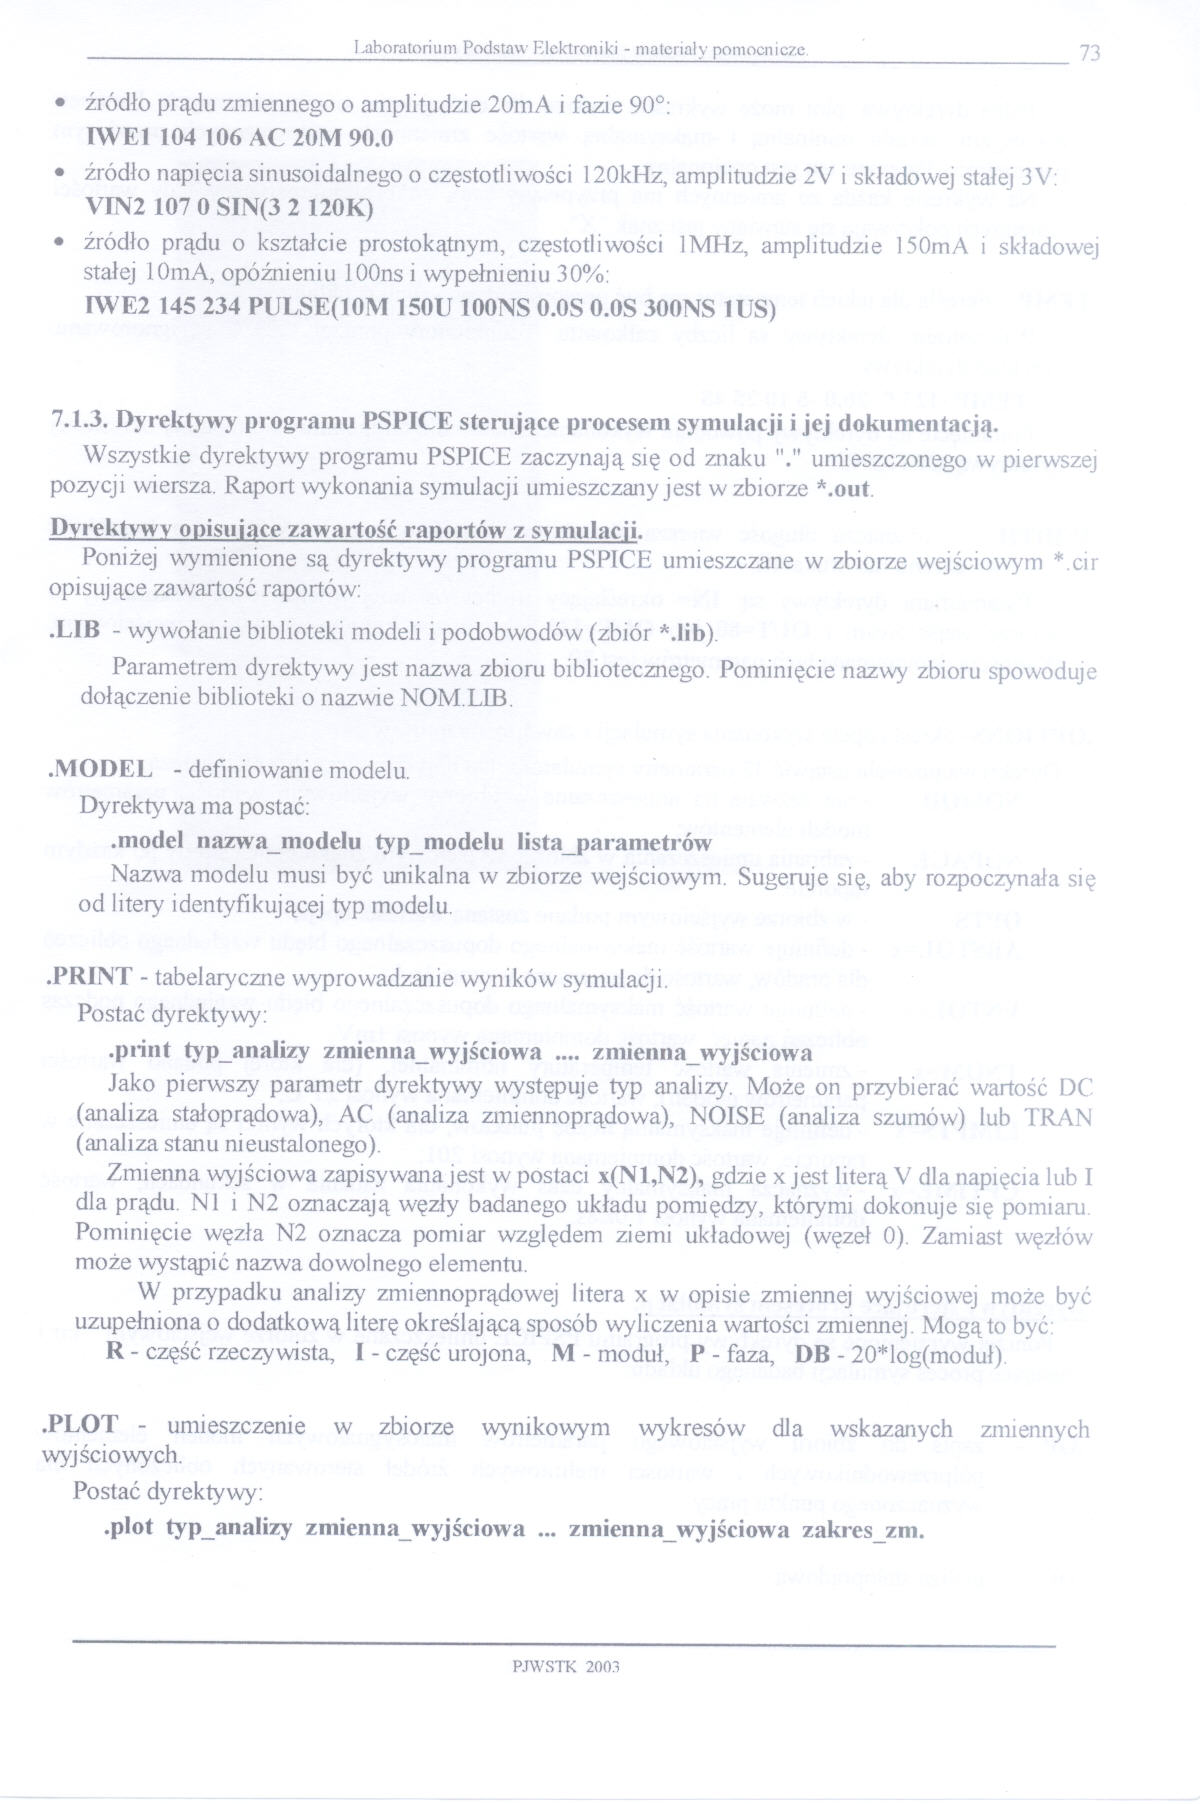 Laboratorium Podstaw Elektroniki - materiały pomocnicze. 73
• źródło prądu zmiennego o amplitudzie 20mA i fazie 90°:
IWE1 104 106 AC 20M 90.0
• źródło napięcia sinusoidalnego o częstotliwości 120kHz, amplitudzie 2V i składowej stałej 3V:
VIN2 107 0 SIN(3 2 120K)
• źródło prądu o kształcie prostokątnym, częstotliwości 1MHz, amplitudzie 150mA i składowej
stałej 10mA, opóźnieniu 100ns i wypełnieniu 30%:
IWE2 145 234 PULSE(10M 150U 100NS 0.0S 0.0S 300NS 1US)
7.1.3. Dyrektywy programu PSPICE sterujące procesem symulacji i jej dokumentacją.
Wszystkie dyrektywy programu PSPICE zaczynają się od znaku "." umieszczonego w pierwszej
pozycji wiersza. Raport wykonania symulacji umieszczany jest w zbiorze *.out.
Dyrektywy opisujące zawartość raportów z symulacji.
Poniżej wymienione są dyrektywy programu PSPICE umieszczane w zbiorze wejściowym *.cir
opisujące zawartość raportów:
.LIB - wywołanie biblioteki modeli i podobwodów (zbiór *.lib).
Parametrem dyrektywy jest nazwa zbioru bibliotecznego. Pominięcie nazwy zbioru spowoduje
dołączenie biblioteki o nazwie NOM.LIB.
.MODEL - definiowanie modelu.
Dyrektywa ma postać:
.model nazwa_modelu typ_modelu lista_parametrów
Nazwa modelu musi być unikalna w zbiorze wejściowym. Sugeruje się, aby rozpoczynała się
od litery identyfikującej typ modelu.
.PRINT - tabelaryczne wyprowadzanie wyników symulacji.
Postać dyrektywy:
.print typ_analizy zmienna_wyjściowa .... zmienna_wyjściowa
Jako pierwszy parametr dyrektywy występuje typ analizy. Może on przybierać wartość DC
(analiza stałoprądowa), AC (analiza zmiennoprądowa), NOISE (analiza szumów) lub TRAN
(analiza stanu nieustalonego).
Zmienna wyjściowa zapisywana jest w postaci x(N1,N2), gdzie x jest literą V dla napięcia lub I
dla prądu. N1 i N2 oznaczają węzły badanego układu pomiędzy, którymi dokonuje się pomiaru.
Pominięcie węzła N2 oznacza pomiar względem ziemi układowej (węzeł 0). Zamiast węzłów
może wystąpić nazwa dowolnego elementu.
W przypadku analizy zmiennoprądowej litera x w opisie zmiennej wyjściowej może być
uzupełniona o dodatkową literę określającą sposób wyliczenia wartości zmiennej. Mogą to być:
R - część rzeczywista, I - część urojona, M - moduł, P - faza, DB - 20*log(moduł).
.PLOT - umieszczenie w zbiorze wynikowym wykresów dla wskazanych zmiennych
wyjściowych.
Postać dyrektywy:
.plot typ_analizy zmienna_wyjściowa ... zmienna_wyjściowa zakres_zm.
PJWSTK 2003